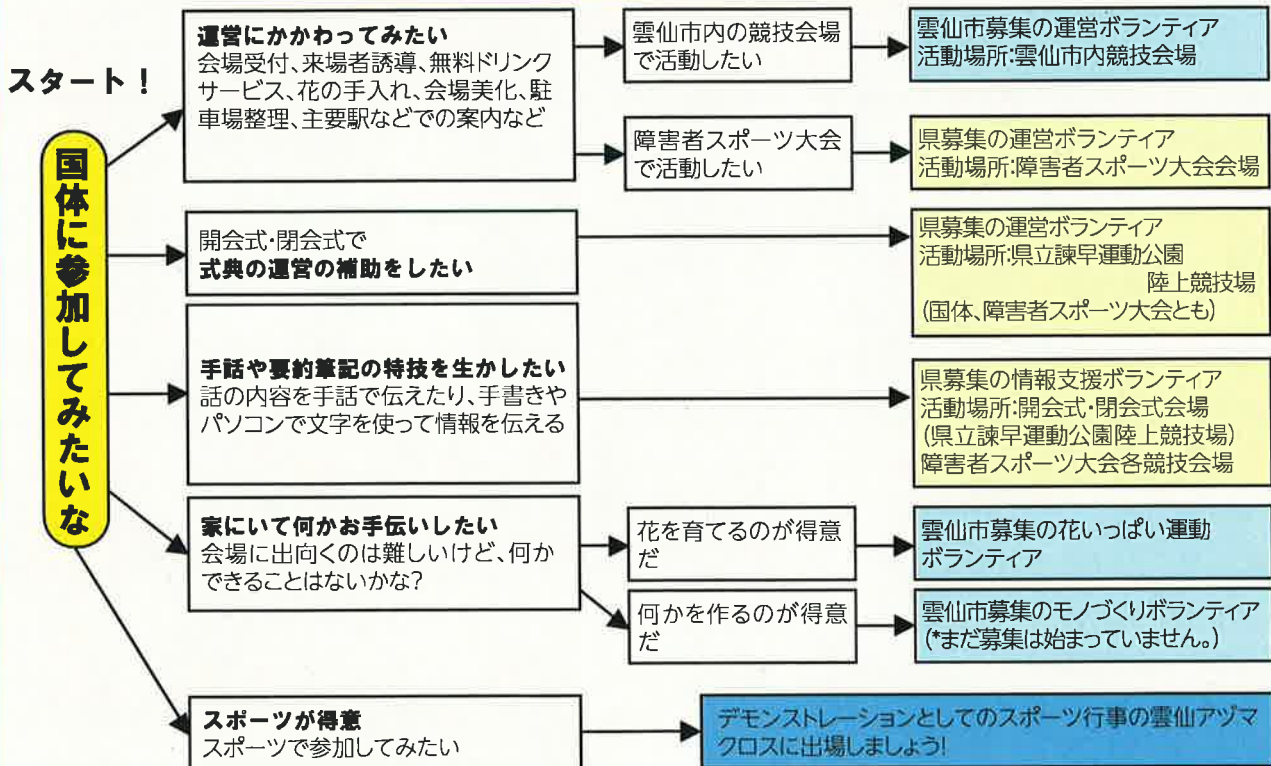 スタート！
国体に参加してみたいな
運営にかかわってみたい
会場受付、来場者誘導、無料ドリンク
サービス、花の手入れ、会場美化、駐
車場整理、主要駅などでの案内など
雲仙市内の競技会場
で活動したい
雲仙市募集の運営ボランティア
活動場所:雲仙市内競技会場
障害者スポーツ大会
で活動したい
県募集の運営ボランティア
活動場所:障害者スポーツ大会会場
開会式・閉会式で
式典の運営の補助をしたい
県募集の運営ボランティア
活動場所:県立諫早運動公園
陸上競技場
(国体、障害者スポーツ大会とも)
手話や要約筆記の特技を生かしたい
話の内容を手話で伝えたり、手書きや
パソコンで文字を使って情報を伝える
県募集の情報支援ボランティア
活動場所:開会式・閉会式会場
(県立諫早運動公園陸上競技場)
障害者スポーツ大会各競技会場
家にいて何かお手伝いしたい
会場に出向くのは難しいけど、何か
できることはないかな?
花を育てるのが得意
だ
雲仙市募集の花いっぱい運動
ボランティア
何かを作るのが得意
だ
雲仙市募集のモノづくりボランティア
(*まだ募集は始まっていません。)
スポーツが得意
スポーツで参加してみたい
デモンストレーションとしてのスポーツ行事の雲仙アヅマ
クロスに出場しましょう!